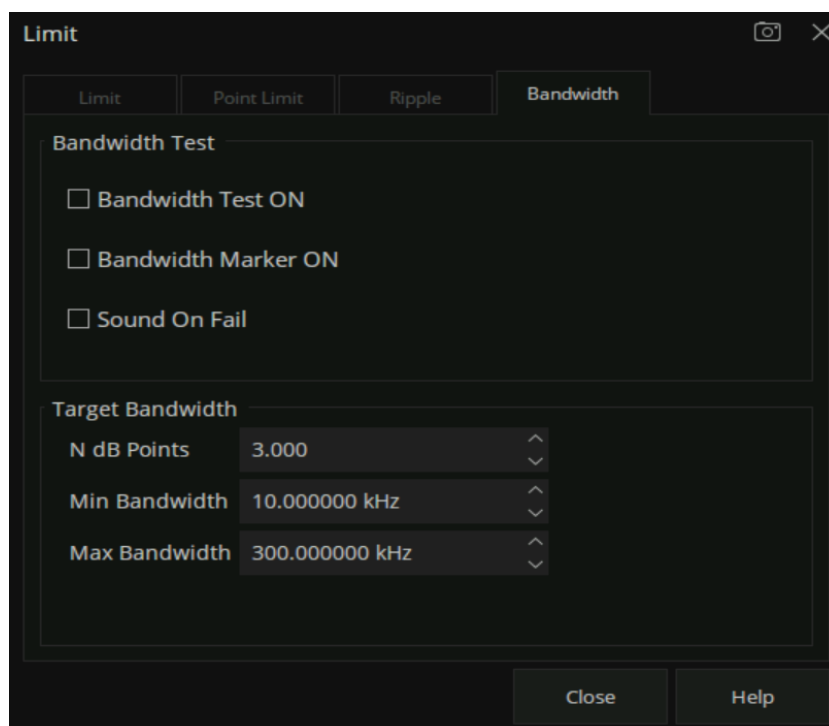 Limit
Limit Point Limit Ripple Bandwidth
Bandwidth Test
Bandwidth Test ON
Bandwidth Marker ON
Sound On Fail
Target Bandwidth
N dB Points 3.000
Min Bandwidth 10.000000 kHz
Max Bandwidth 300.000000 kHz
Close Help